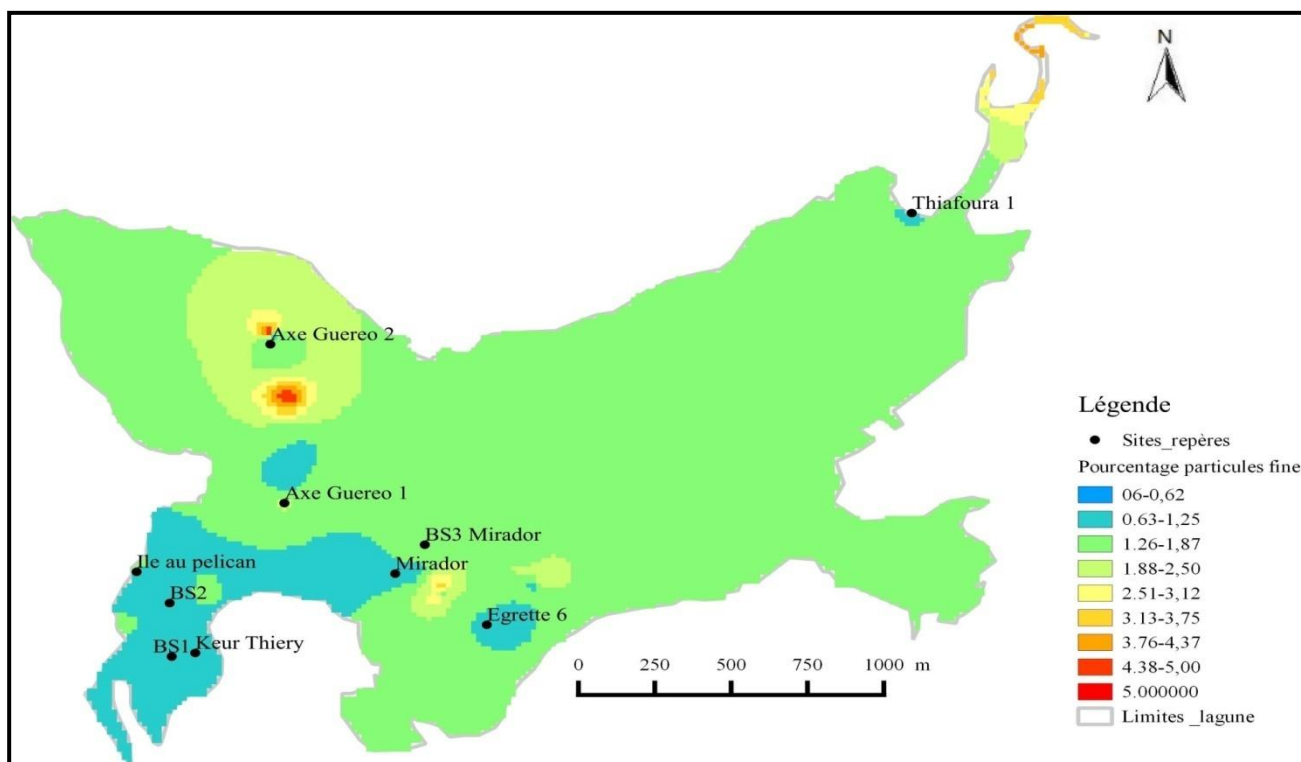 N
Thiafoura 1
Axe Guereo 2
Axe Guereo 1
BS3 Mirador
Ile au pelican
Mirador
BS2
Egrette 6
BS1
Keur Thiery
0 250 500 750 1000 m
Légende
Sites_repères
Pourcentage particules fine
06-0,62
0.63-1,25
1.26-1,87
1.88-2,50
2.51-3,12
3.13-3,75
3.76-4,37
4.38-5,00
5.000000
Limites _lagune